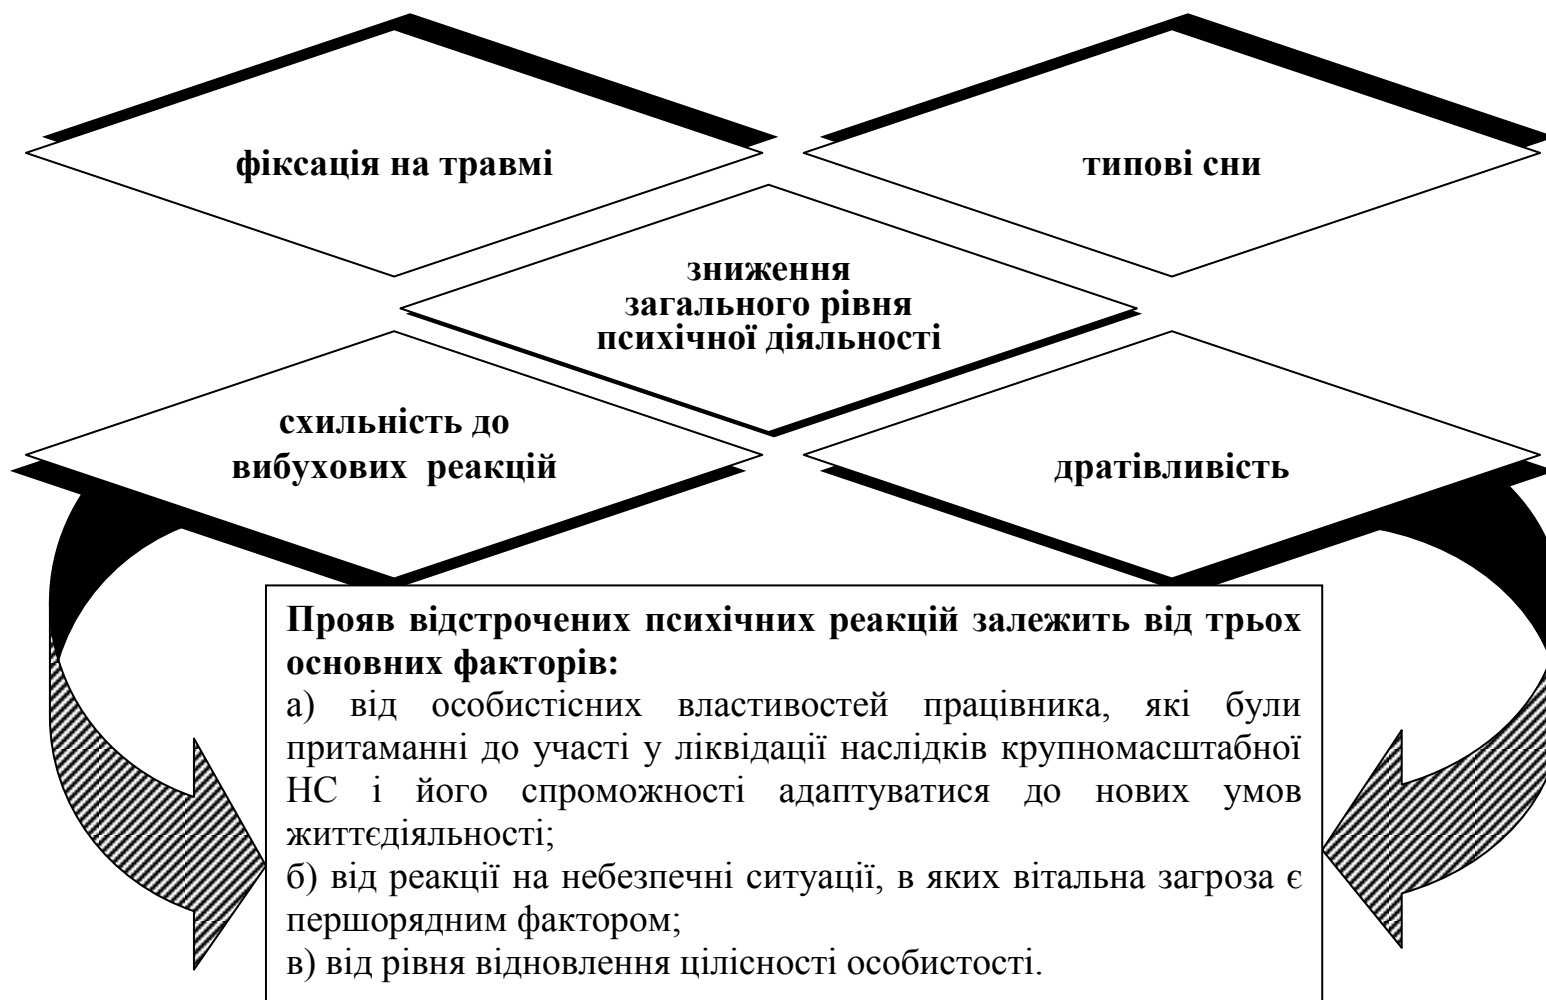 фіксація на травмі
типові сни
зниження
загального рівня
психічної діяльності
схильність до
вибухових реакцій
дратівливість
Прояв відстрочених психічних реакцій залежить від трьох
основних факторів:
а) від особистісних властивостей працівника, які були
притаманні до участі у ліквідації наслідків крупномасштабної
НС і його спроможності адаптуватися до нових умов
життєдіяльності;
б) від реакції на небезпечні ситуації, в яких вітальна загроза є
першорядним фактором;
в) від рівня відновлення цілісності особистості.